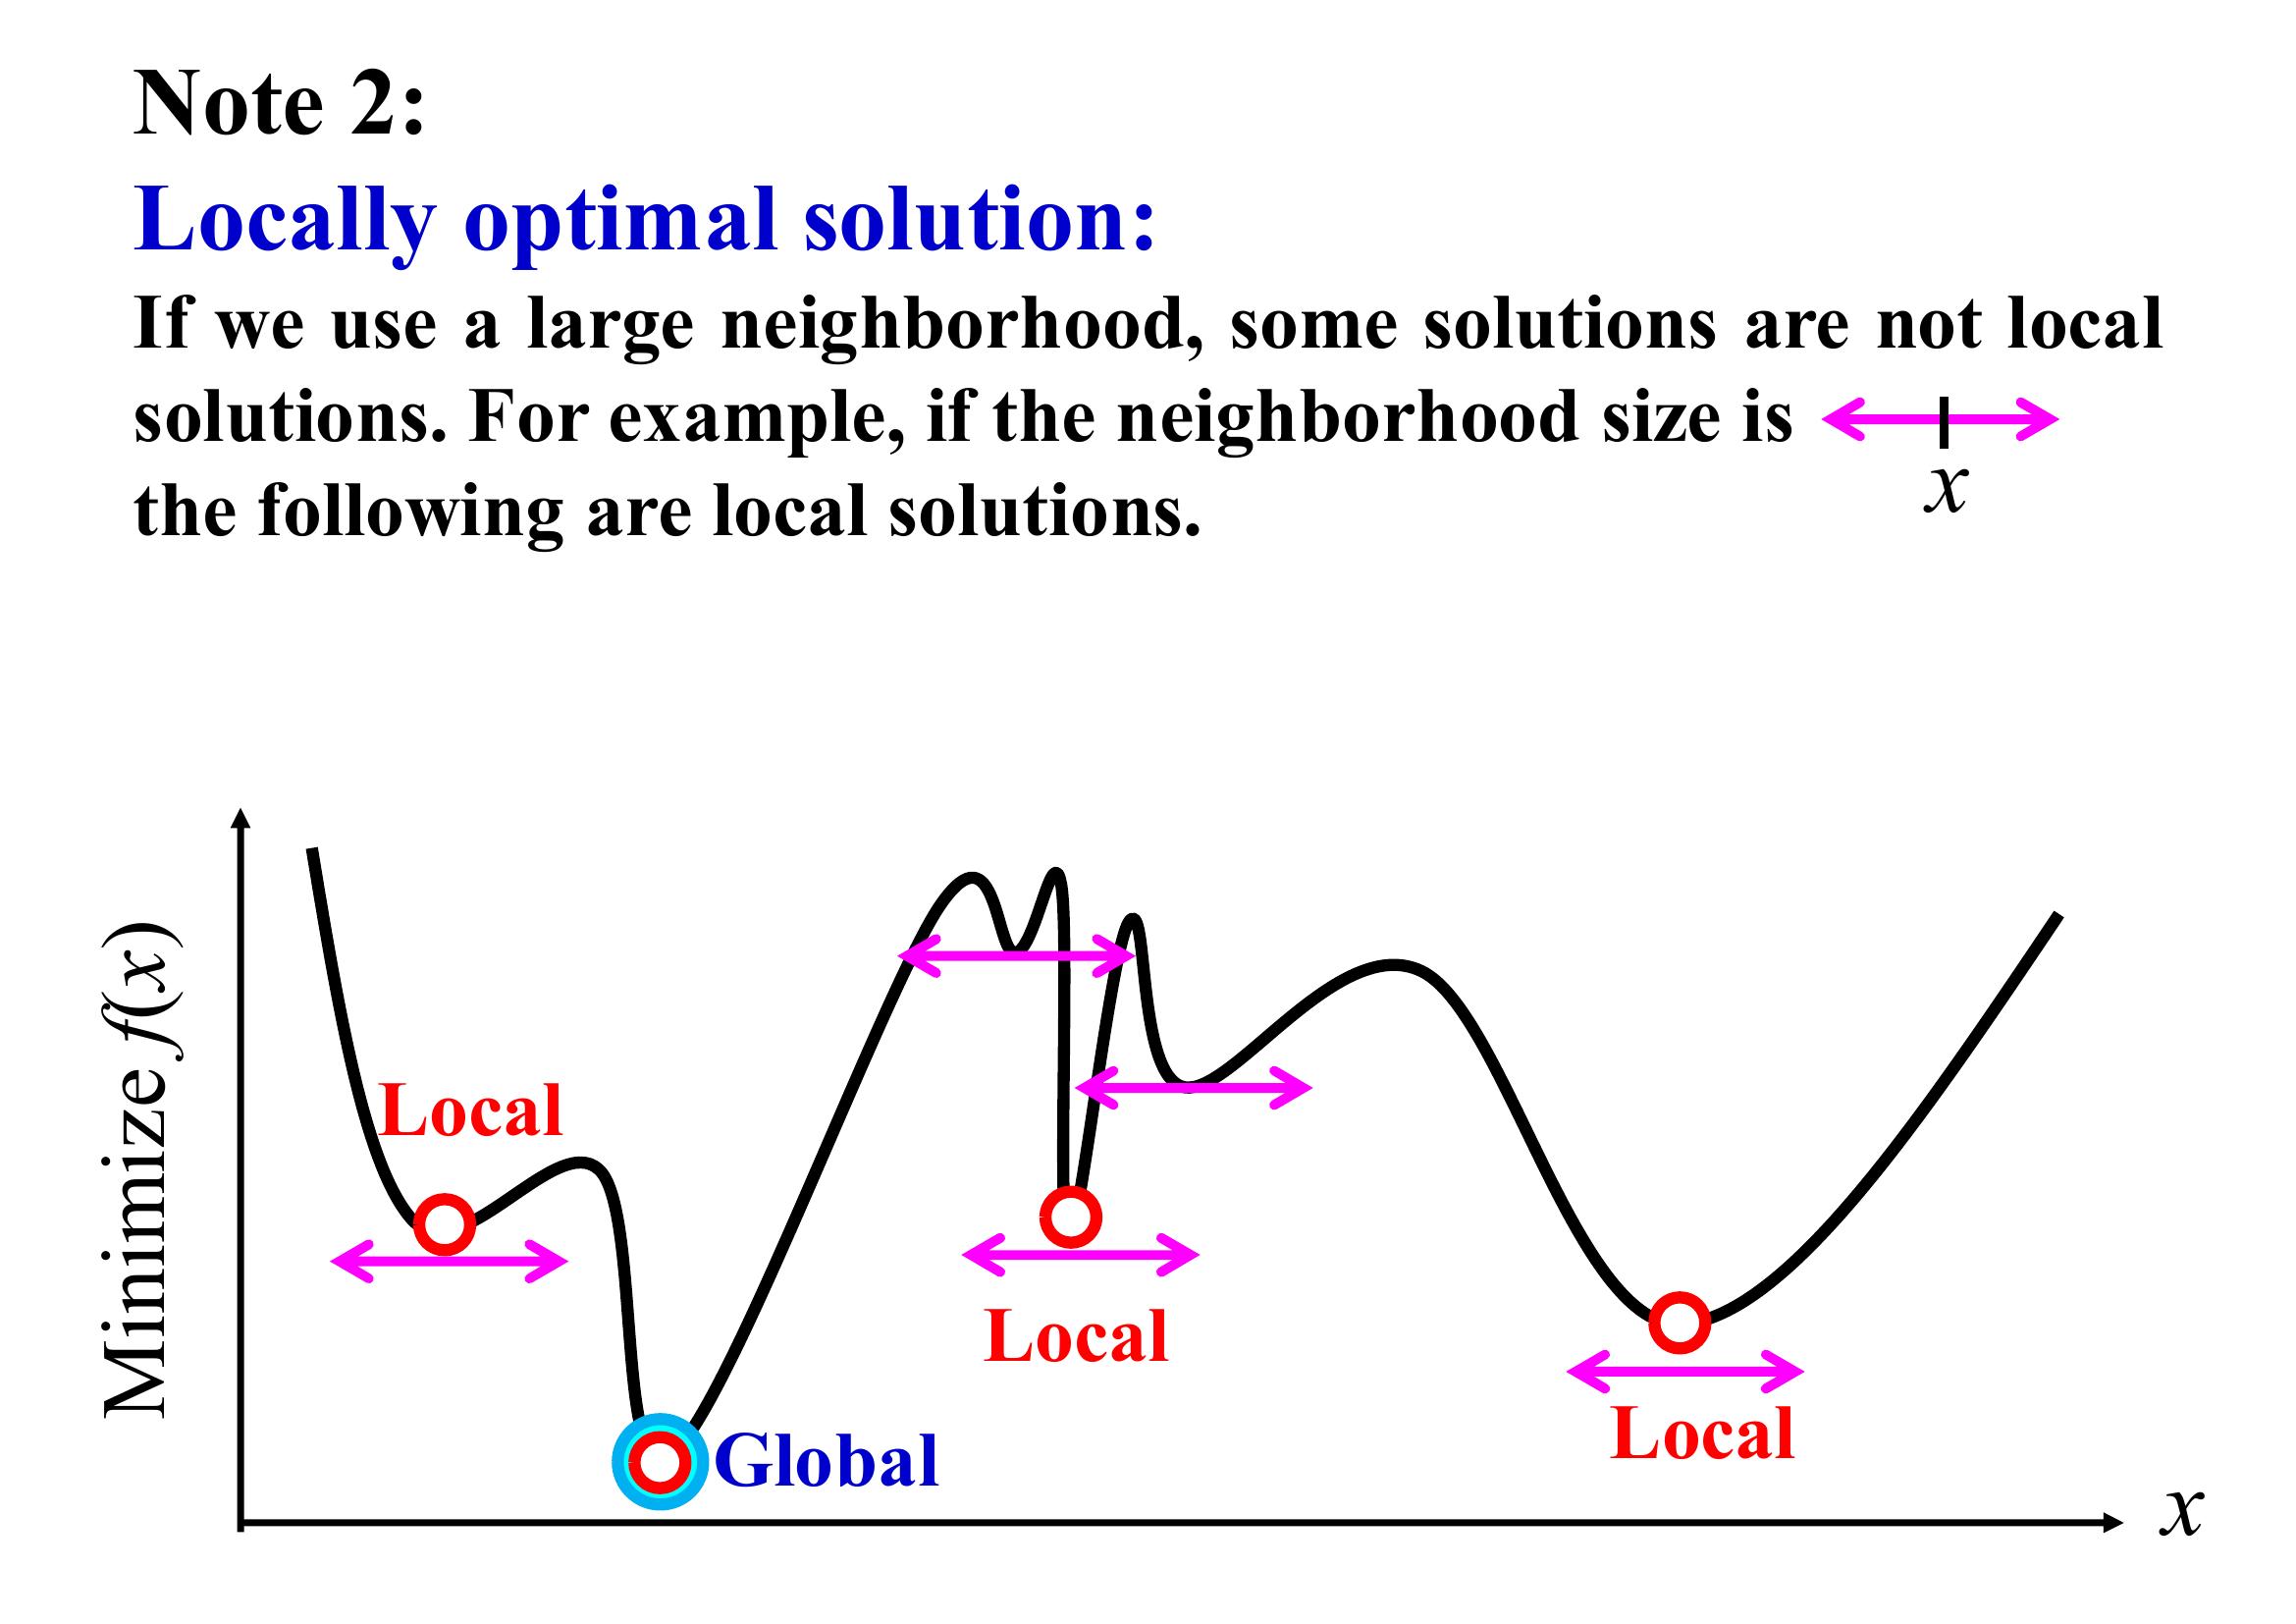 Note 2:
Locally optimal solution:
If we use a large neighborhood, some solutions are not local
solutions. For example, if the neighborhood size is
x
the following are local solutions.
Minimize f(x)
Local
Local
Global
Local
x